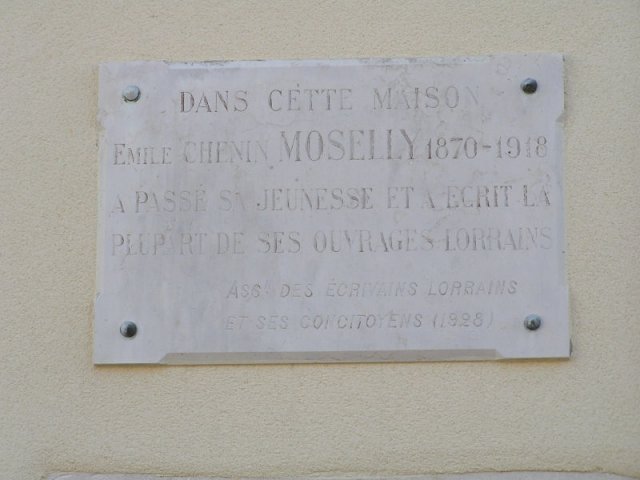 DANS CETTE MAISON
EMILE CHENIN MOSELLY 1870-1918
A PASSÉ SA JEUNESSE ET A ECRIT LA
PLUPART DE SES OUVRAGES LORRAINS
ASS. DES ÉCRIVAINS LORRAINS
ET SES CONCITOYENS (1928)